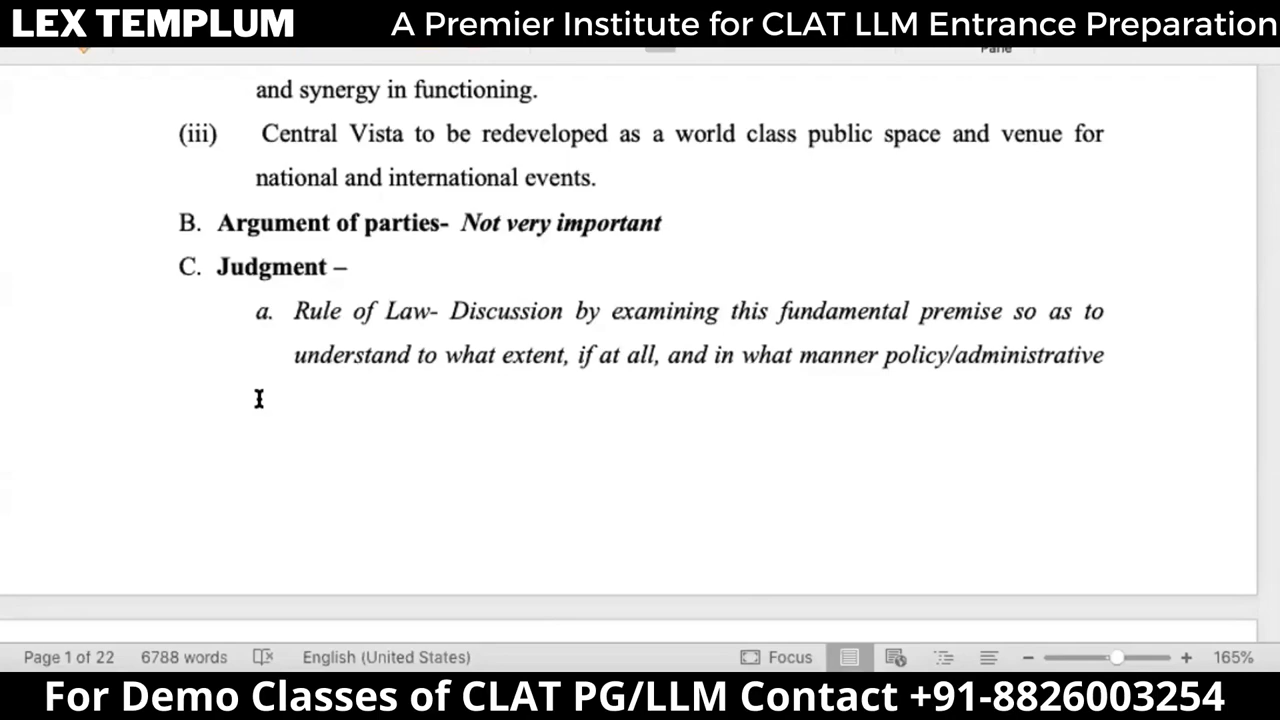 LEX TEMPLUM A Premier Institute for CLAT LLM Entrance Preparation
Pane
and synergy in functioning.
(iii) Central Vista to be redeveloped as a world class public space and venue for
national and international events.
B. Argument of parties- Not very important
C. Judgment –
a. Rule of Law- Discussion by examining this fundamental premise so as to
understand to what extent, if at all, and in what manner policy/administrative
Page 1 of 22 6788 words English (United States) Focus 165%
For Demo Classes of CLAT PG/LLM Contact +91-8826003254